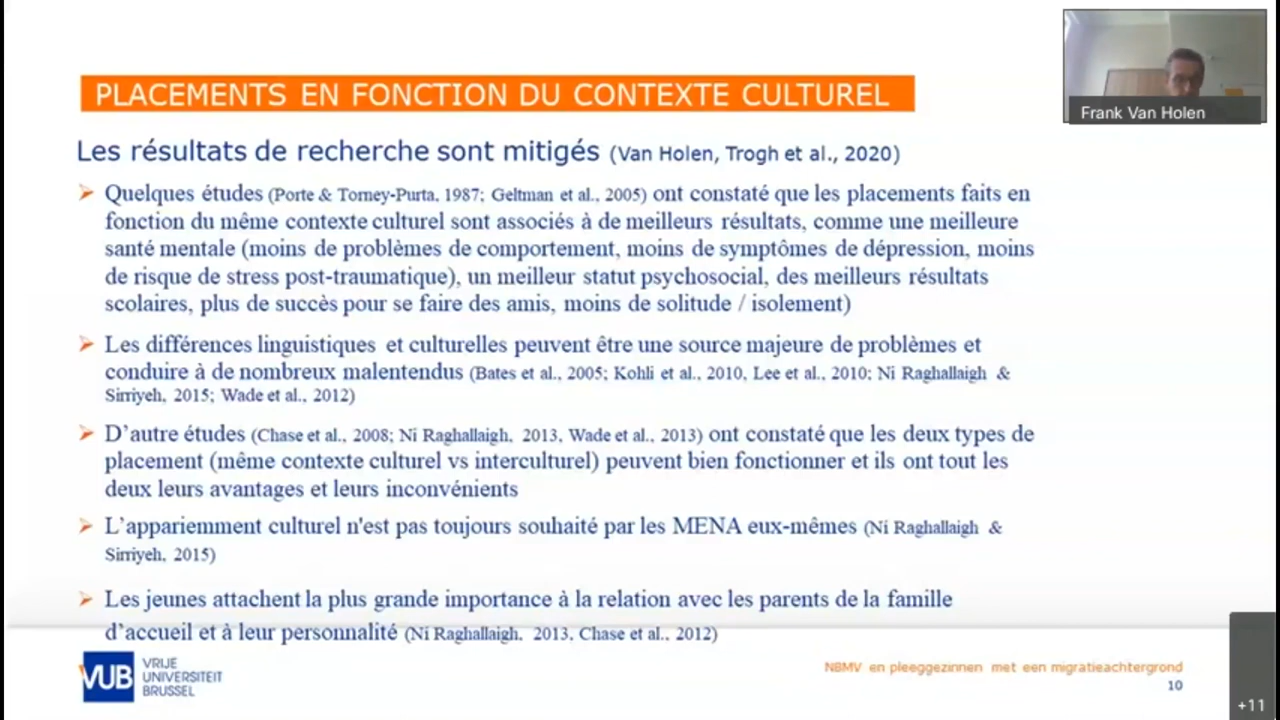 PLACEMENTS EN FONCTION DU CONTEXTE CULTUREL
Frank Van Holen
Les résultats de recherche sont mitigés (Van Holen, Trogh et al., 2020)
➢ Quelques études (Porte & Torney-Purta, 1987; Geltman et al., 2005) ont constaté que les placements faits en
fonction du même contexte culturel sont associés à de meilleurs résultats, comme une meilleure
santé mentale (moins de problèmes de comportement, moins de symptômes de dépression, moins
de risque de stress post-traumatique), un meilleur statut psychosocial, des meilleurs résultats
scolaires, plus de succès pour se faire des amis, moins de solitude / isolement)
➢ Les différences linguistiques et culturelles peuvent être une source majeure de problèmes et
conduire à de nombreux malentendus (Bates et al., 2005; Kohli et al., 2010, Lee et al., 2010; Ni Raghallaigh &
Sirriyeh, 2015; Wade et al., 2012)
➢ D’autre études (Chase et al., 2008; Ni Raghallaigh, 2013, Wade et al., 2013) ont constaté que les deux types de
placement (même contexte culturel vs interculturel) peuvent bien fonctionner et ils ont tout les
deux leurs avantages et leurs inconvénients
➢ L’appariemment culturel n'est pas toujours souhaité par les MENA eux-mêmes (Ni Raghallaigh &
Sirriyeh, 2015)
➢ Les jeunes attachent la plus grande importance à la relation avec les parents de la famille
d’accueil et à leur personnalité (Ni Raghallaigh, 2013, Chase et al., 2012)
VUB VRIJE
UNIVERSITEIT
BRUSSEL
NBMV en pleeggezinnen met een migratieachtergrond
10
+11